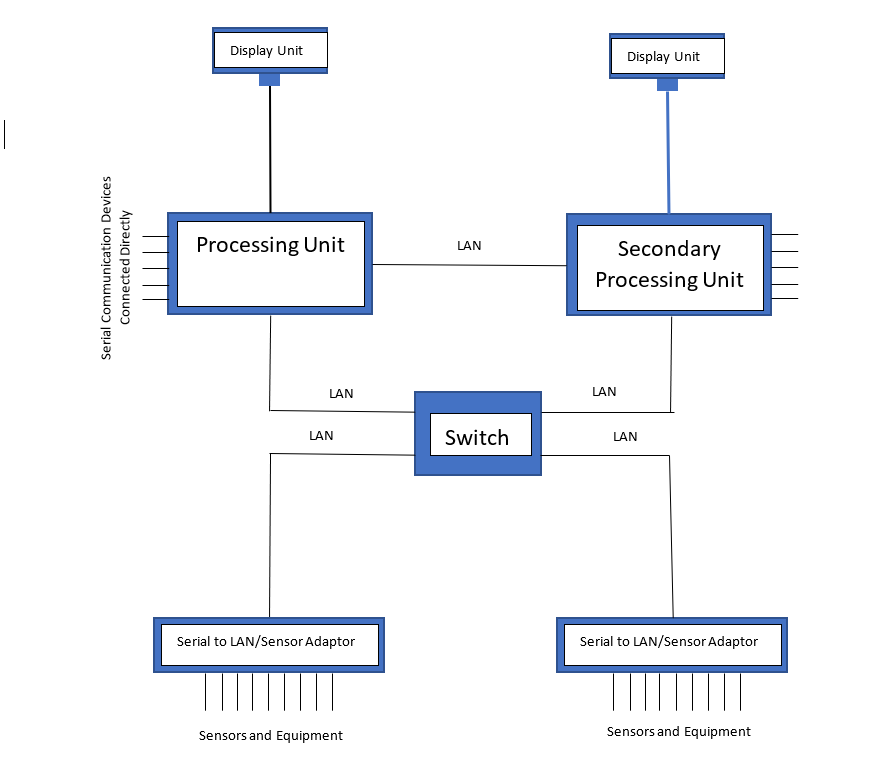 Display Unit
Display Unit
Serial Communication Devices
Connected Directly
Processing Unit
LAN
Secondary
Processing Unit
LAN
LAN
Switch
LAN
LAN
Serial to LAN/Sensor Adaptor
Serial to LAN/Sensor Adaptor
Sensors and Equipment
Sensors and Equipment